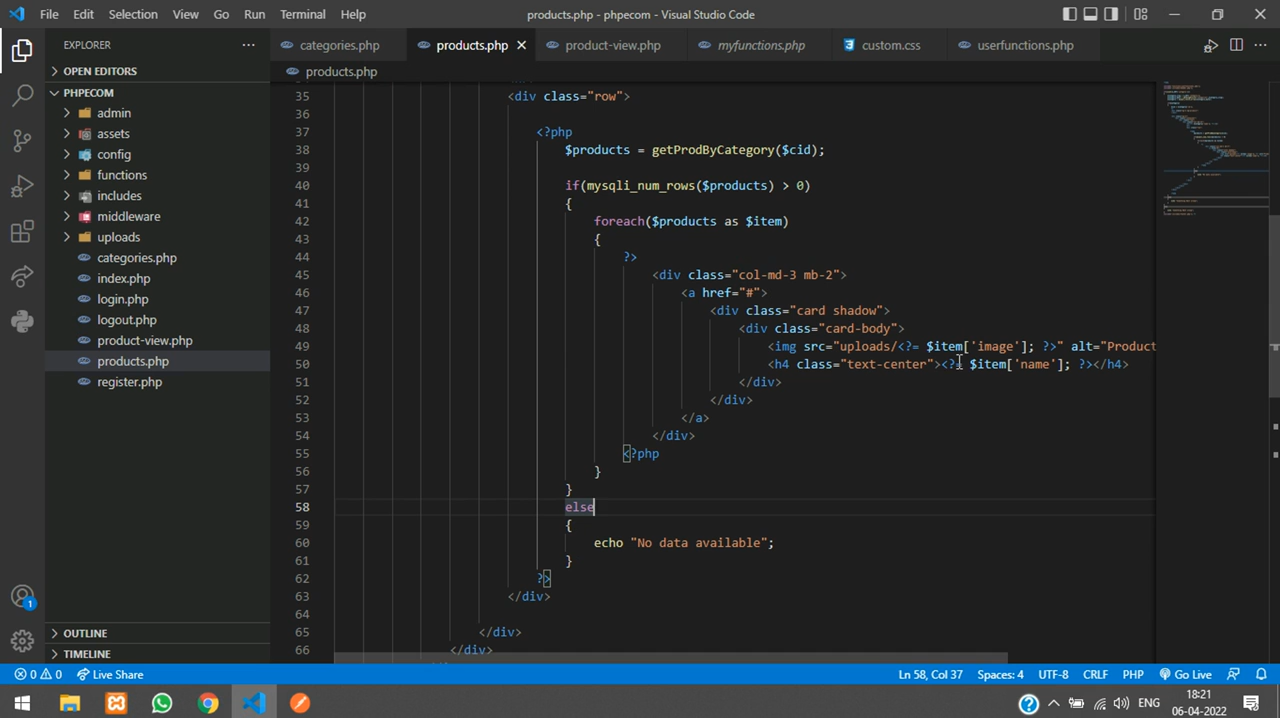 File Edit Selection View Go Run Terminal Help products.php - phpecom - Visual Studio Code
EXPLORER
categories.php products.php product-view.php myfunctions.php custom.css userfunctions.php
OPEN EDITORS
products.php
PHPECOM
admin
assets
config
functions
includes
middleware
uploads
categories.php
index.php
login.php
logout.php
product-view.php
products.php
register.php
OUTLINE
TIMELINE
35 <div class="row">
36
37 <?php
38 $products = getProdByCategory($cid);
39
40 if(mysqli_num_rows($products) > 0)
41 {
42 foreach($products as $item)
43 {
44 ?>
45 <div class="col-md-3 mb-2">
46 <a href="#">
47 <div class="card shadow">
48 <div class="card-body">
49 <img src="uploads/<?= $item['image']; ?>" alt="Product
50 <h4 class="text-center"><?= $item['name']; ?></h4>
51 </div>
52 </div>
53 </a>
54 </div>
55 <?php
56 }
57 }
58 else
59 {
60 echo "No data available";
61 }
62 ?>
63 </div>
64
65 </div>
66 </div>
1
0 0 Live Share Ln 58, Col 37 Spaces: 4 UTF-8 CRLF PHP Go Live
ENG 18:21
06-04-2022